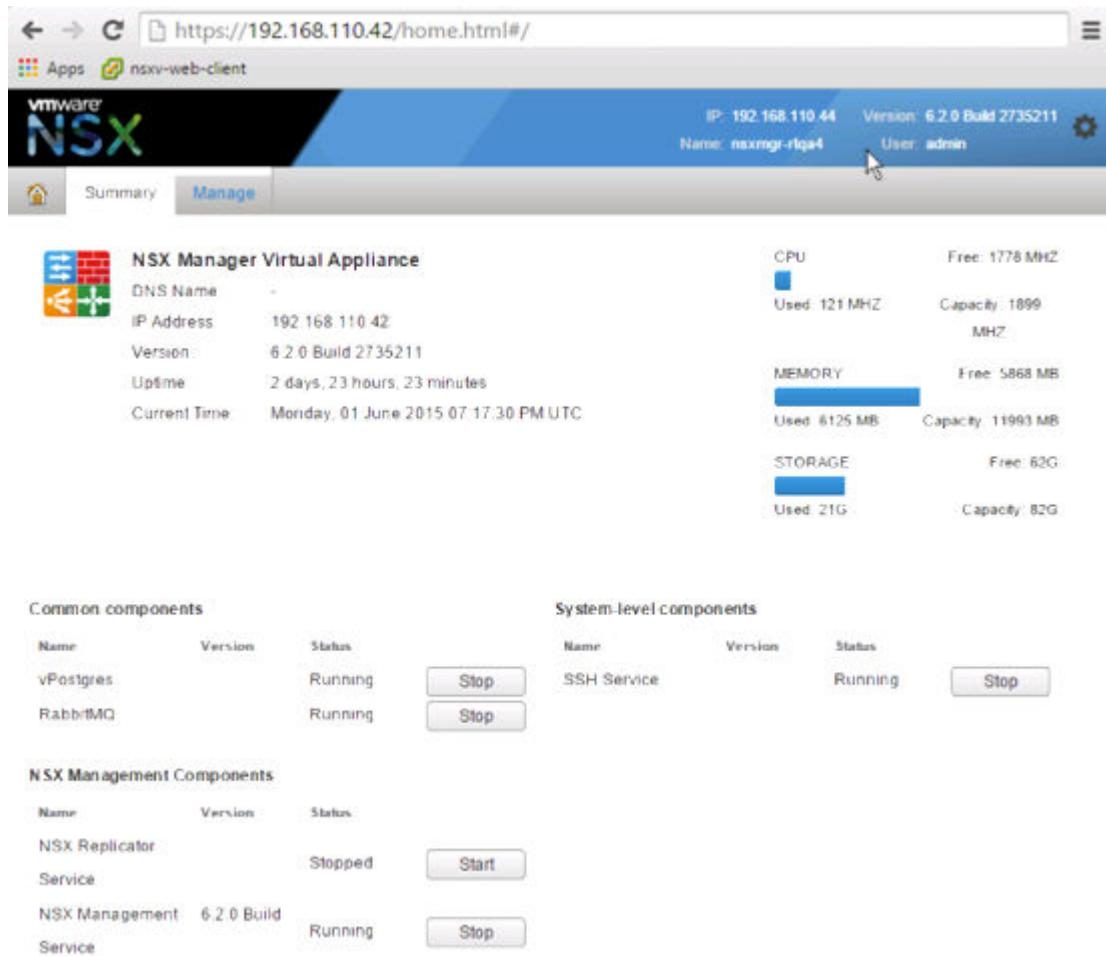 https://192.168.110.42/home.html#/
Apps nsxv-web-client
vmware NSX
IP: 192.168.110.44 Version: 6.2.0 Build 2735211
Name: nsxmgr-rlqa4 User: admin
Summary Manage
NSX Manager Virtual Appliance
DNS Name -
IP Address 192.168.110.42
Version: 6.2.0 Build 2735211
Uptime 2 days, 23 hours, 23 minutes
Current Time: Monday, 01 June 2015 07:17:30 PM UTC
CPU Free: 1778 MHZ
Used: 121 MHZ Capacity: 1899
MHZ
MEMORY Free: 5868 MB
Used: 6125 MB Capacity: 11993 MB
STORAGE Free: 62G
Used: 21G Capacity: 82G
Common components
Name Version Status
vPostgres Running Stop
RabbitMQ Running Stop
System-level components
Name Version Status
SSH Service Running Stop
NSX Management Components
Name Version Status
NSX Replicator
Service Stopped Start
NSX Management 6.2.0 Build
Service Running Stop